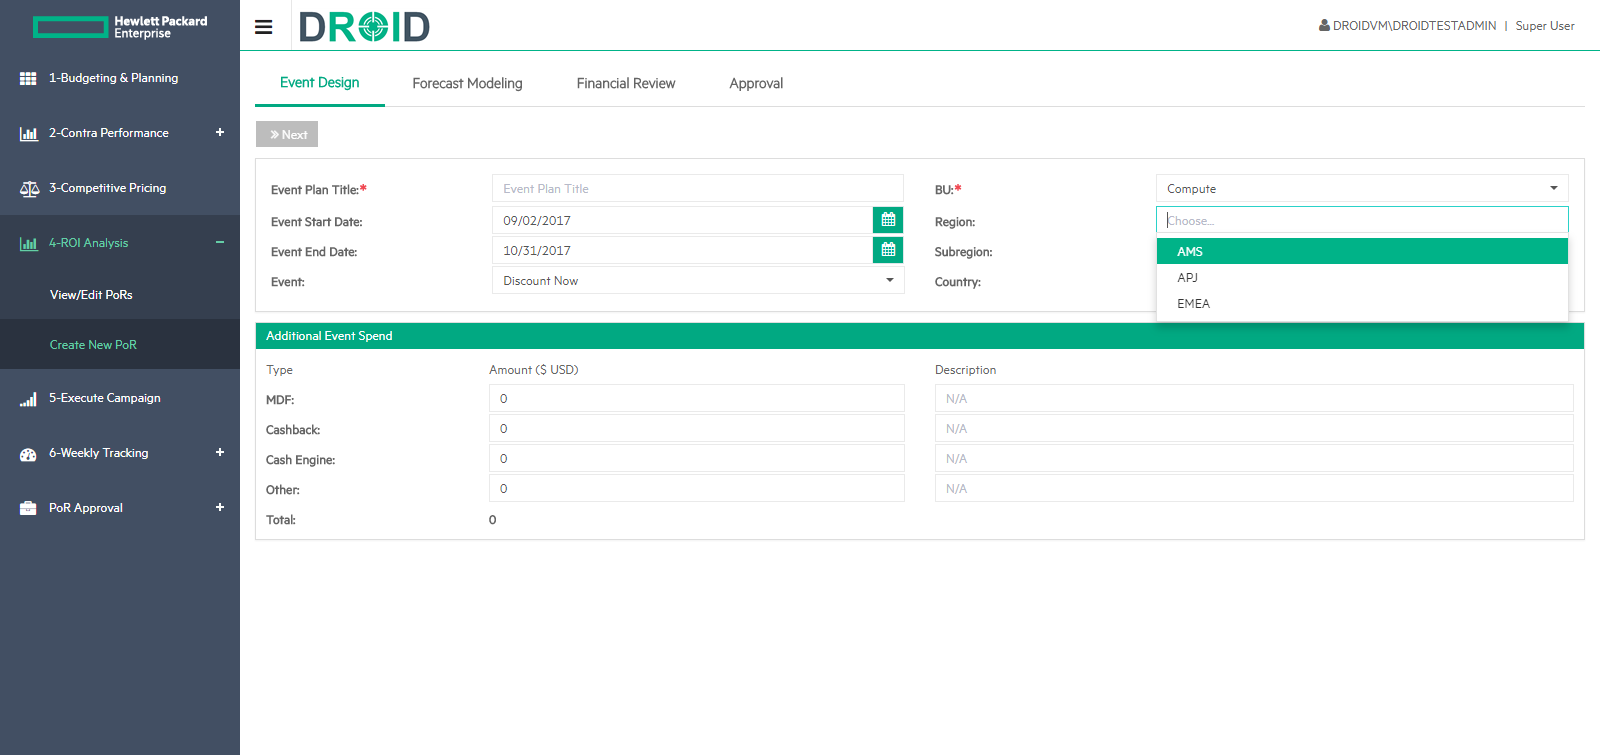 Hewlett Packard
Enterprise
DROID
DROIDVM\DROIDTESTADMIN | Super User
1-Budgeting & Planning
2-Contra Performance +
3-Competitive Pricing
4-ROI Analysis −
View/Edit PoRs
Create New PoR
5-Execute Campaign
6-Weekly Tracking +
PoR Approval +
Event Design Forecast Modeling Financial Review Approval
» Next
Event Plan Title:* Event Plan Title
Event Start Date: 09/02/2017
Event End Date: 10/31/2017
Event: Discount Now
BU:* Compute
Region: Choose...
AMS
APJ
EMEA
Subregion:
Country:
Additional Event Spend
Type Amount ($ USD) Description
MDF: 0 N/A
Cashback: 0 N/A
Cash Engine: 0 N/A
Other: 0 N/A
Total: 0